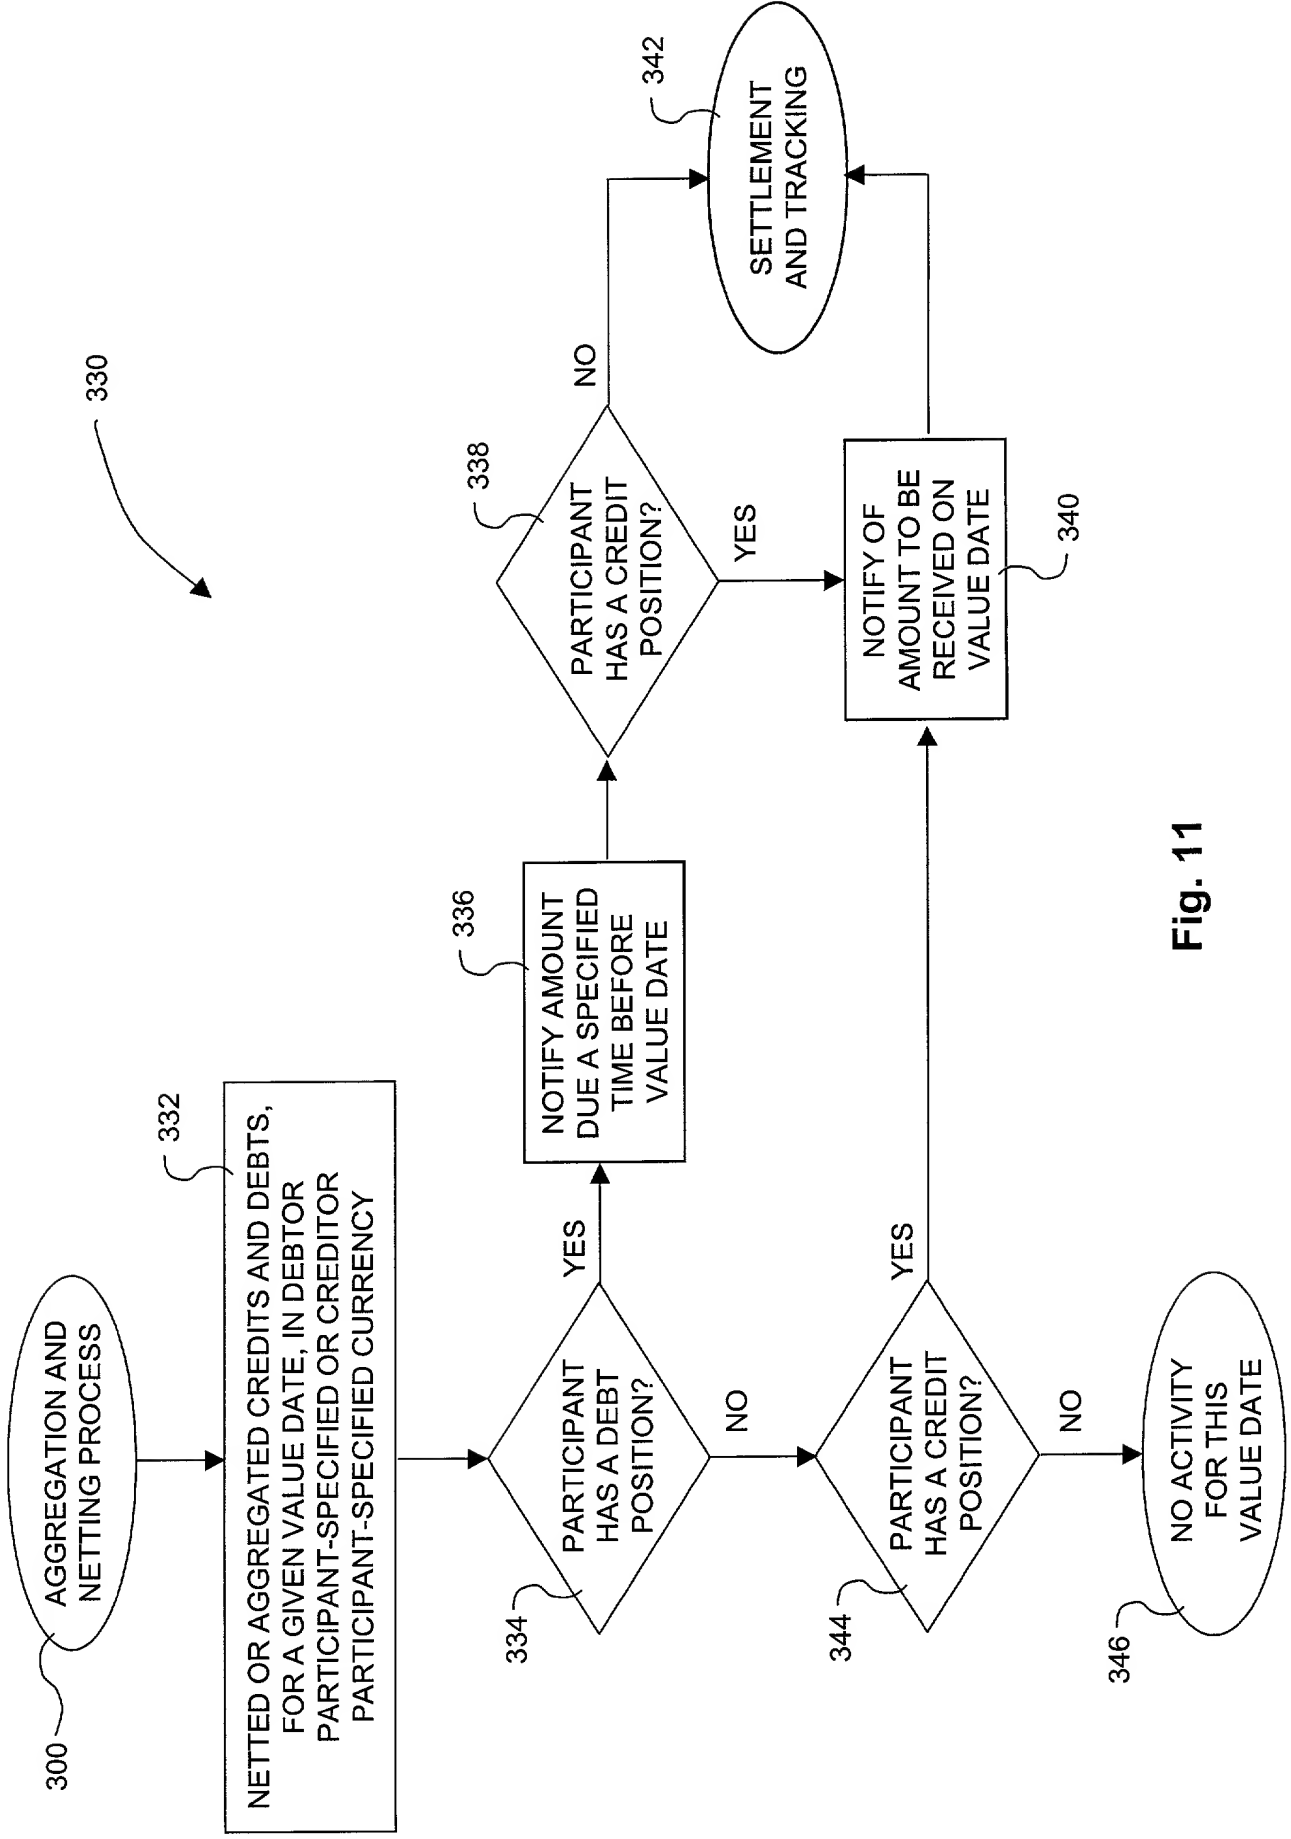 300
AGGREGATION AND
NETTING PROCESS
330
332
NETTED OR AGGREGATED CREDITS AND DEBTS,
FOR A GIVEN VALUE DATE, IN DEBTOR
PARTICIPANT-SPECIFIED OR CREDITOR
PARTICIPANT-SPECIFIED CURRENCY
334
PARTICIPANT
HAS A DEBT
POSITION?
YES
336
NOTIFY AMOUNT
DUE A SPECIFIED
TIME BEFORE
VALUE DATE
338
PARTICIPANT
HAS A CREDIT
POSITION?
NO
342
SETTLEMENT
AND TRACKING
NO
YES
344
PARTICIPANT
HAS A CREDIT
POSITION?
YES
NOTIFY OF
AMOUNT TO BE
RECEIVED ON
VALUE DATE
340
NO
346
NO ACTIVITY
FOR THIS
VALUE DATE
Fig. 11